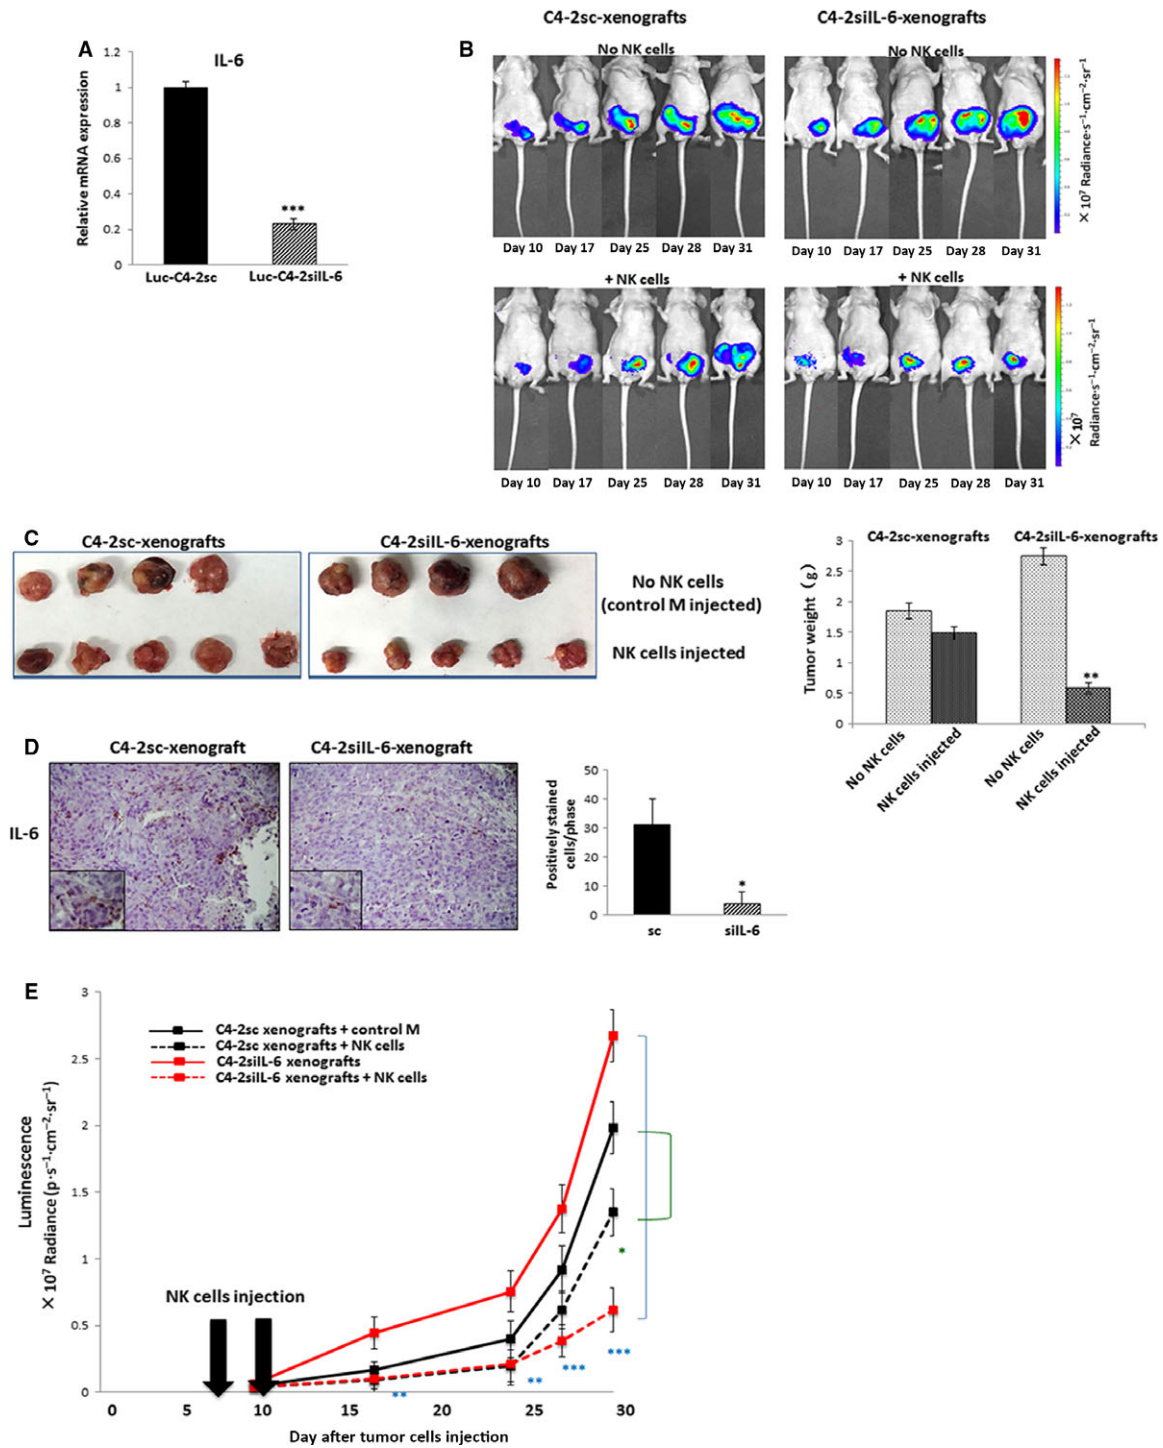 A
IL-6
Relative mRNA expression
1.2
1
0.8
0.6
0.4
0.2
0
***
Luc-C4-2sc
Luc-C4-2siIL-6
B
C4-2sc-xenografts
C4-2siIL-6-xenografts
No NK cells
No NK cells
Day 10
Day 17
Day 25
Day 28
Day 31
Day 10
Day 17
Day 25
Day 28
Day 31
× 10⁷ Radiance·s⁻¹·cm⁻²·sr⁻¹
+ NK cells
+ NK cells
Day 10
Day 17
Day 25
Day 28
Day 31
Day 10
Day 17
Day 25
Day 28
Day 31
× 10⁷
Radiance·s⁻¹·cm⁻²·sr⁻¹
C
C4-2sc-xenografts
C4-2siIL-6-xenografts
No NK cells
(control M injected)
NK cells injected
C4-2sc-xenografts
C4-2siIL-6-xenografts
Tumor weight (g)
3
2.5
2
1.5
1
0.5
0
**
No NK cells
NK cells injected
No NK cells
NK cells injected
D
C4-2sc-xenograft
C4-2siIL-6-xenograft
IL-6
Positively stained
cells/phase
50
40
30
20
10
0
*
sc
siIL-6
E
Luminescence
× 10⁷ Radiance (p·s⁻¹·cm⁻²·sr⁻¹)
3
2.5
2
1.5
1
0.5
0
C4-2sc xenografts + control M
C4-2sc xenografts + NK cells
C4-2siIL-6 xenografts
C4-2siIL-6 xenografts + NK cells
NK cells injection
*
**
**
***
***
0
5
10
15
20
25
30
Day after tumor cells injection